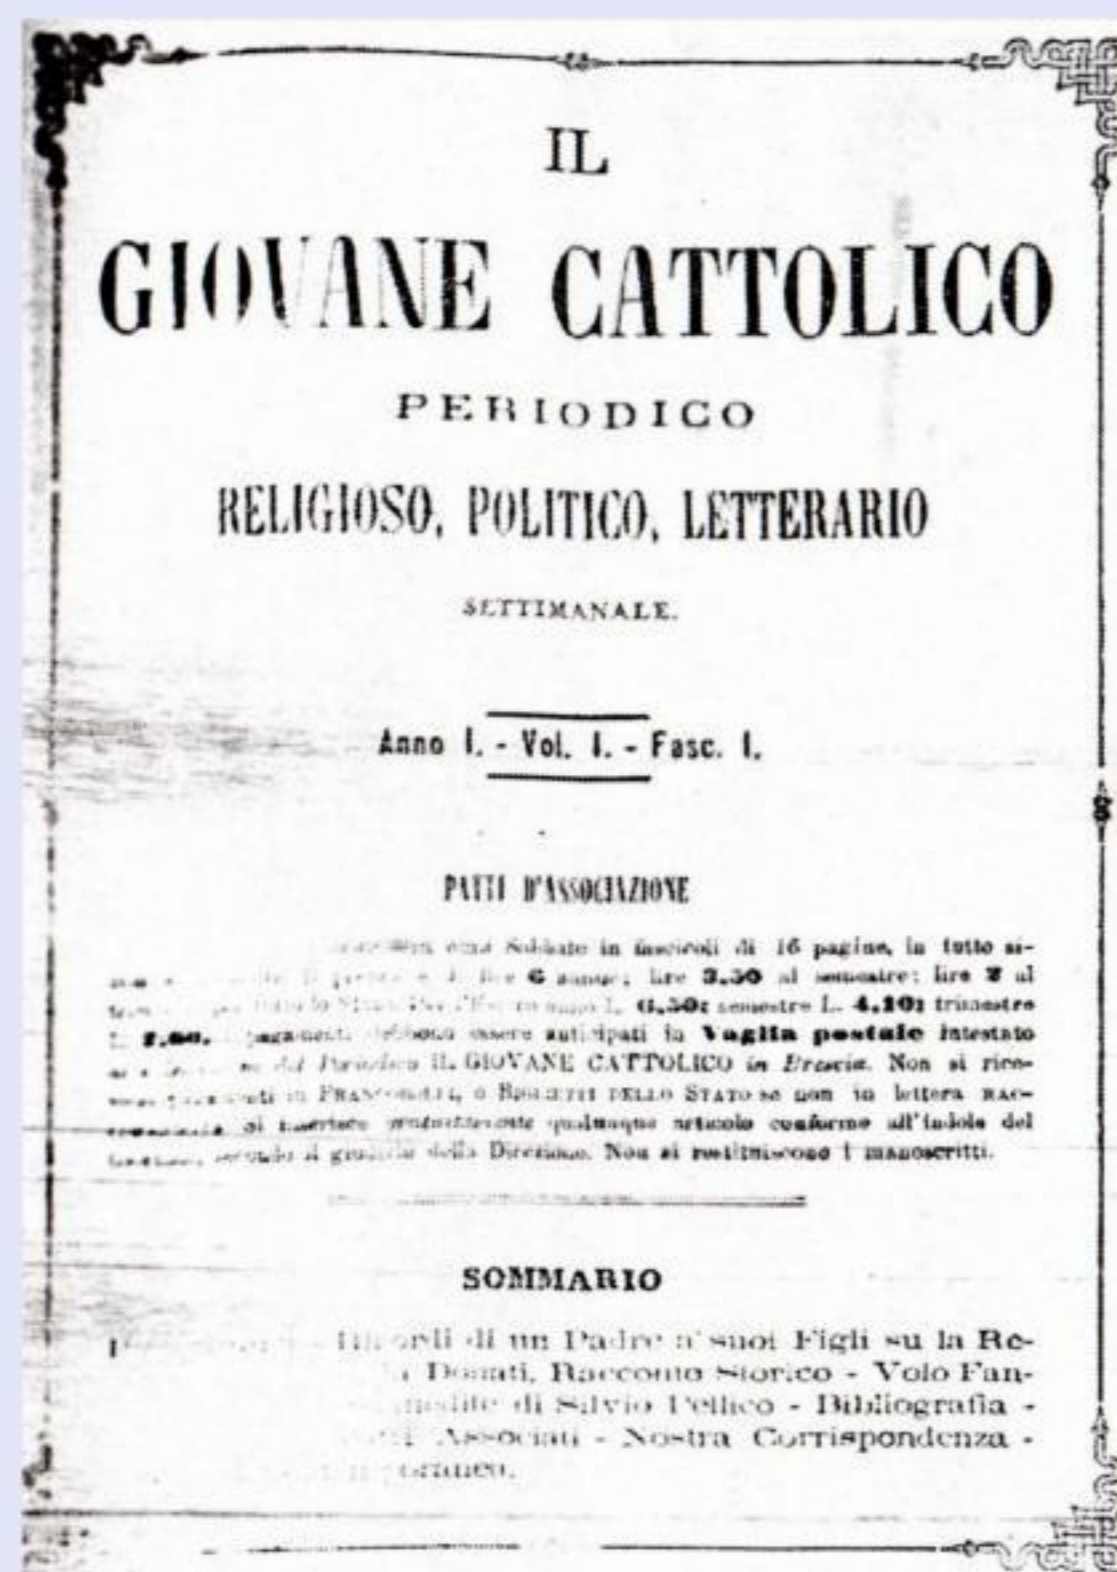 IL
GIOVANE CATTOLICO
PERIODICO
RELIGIOSO, POLITICO, LETTERARIO
SETTIMANALE.
Anno I. - Vol. I. - Fasc. I.
PATTI D'ASSOCIAZIONE
ogni Sabbato in fascicoli di 16 pagine, in tutto si-
lire 6 annue; lire 3.50 al semestre; lire 2 al
anno L. 6.50; semestre L. 4.10; trimestre
pagamenti debbono essere anticipati in Vaglia postale intestato
del Periodico IL GIOVANE CATTOLICO in Brescia. Non si rice-
in FRANCOBOLLI, o BIGLIETTI DELLO STATO se non in lettera RAC-
Si inserisce gratuitamente qualunque articolo conforme all'indole del
secondo il giudizio della Direzione. Non si restituiscono i manoscritti.
SOMMARIO
Ricordi di un Padre a' suoi Figli su la Re-
Donati, Racconto Storico - Volo Fan-
inedite di Silvio Pellico - Bibliografia -
Associati - Nostra Corrispondenza -